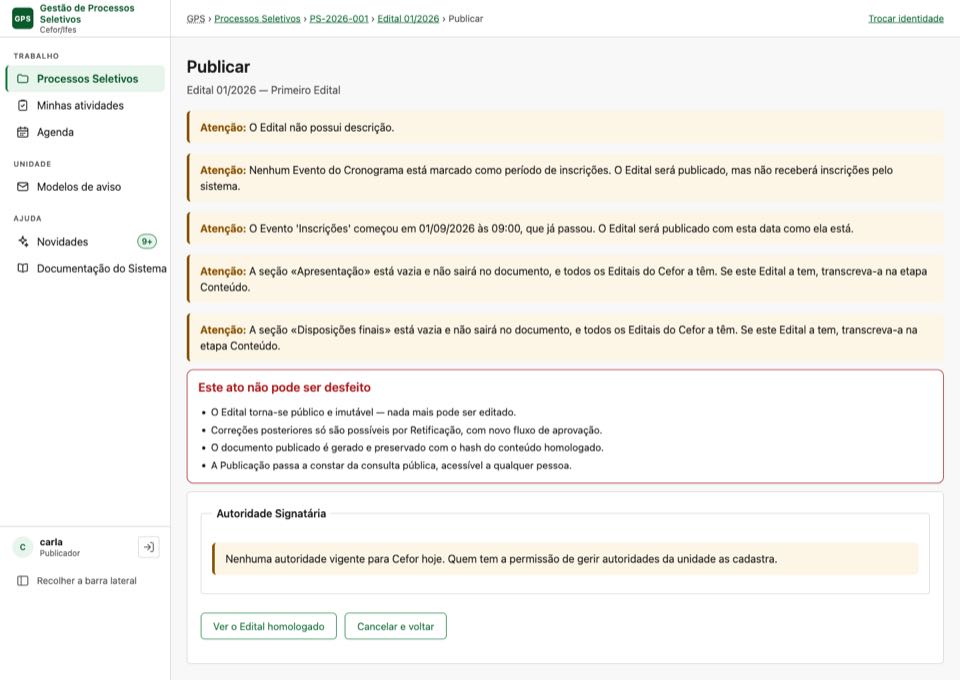 GPS
Gestão de Processos
Seletivos
Cefor/Ifes
GPS › Processos Seletivos › PS-2026-001 › Edital 01/2026 › Publicar
Trocar identidade
TRABALHO
Processos Seletivos
Minhas atividades
Agenda
UNIDADE
Modelos de aviso
AJUDA
Novidades 9+
Documentação do Sistema
C
carla
Publicador
Recolher a barra lateral
Publicar
Edital 01/2026 — Primeiro Edital
Atenção: O Edital não possui descrição.
Atenção: Nenhum Evento do Cronograma está marcado como período de inscrições. O Edital será publicado, mas não receberá inscrições pelo
sistema.
Atenção: O Evento 'Inscrições' começou em 01/09/2026 às 09:00, que já passou. O Edital será publicado com esta data como ela está.
Atenção: A seção «Apresentação» está vazia e não sairá no documento, e todos os Editais do Cefor a têm. Se este Edital a tem, transcreva-a na etapa
Conteúdo.
Atenção: A seção «Disposições finais» está vazia e não sairá no documento, e todos os Editais do Cefor a têm. Se este Edital a tem, transcreva-a na
etapa Conteúdo.
Este ato não pode ser desfeito
• O Edital torna-se público e imutável — nada mais pode ser editado.
• Correções posteriores só são possíveis por Retificação, com novo fluxo de aprovação.
• O documento publicado é gerado e preservado com o hash do conteúdo homologado.
• A Publicação passa a constar da consulta pública, acessível a qualquer pessoa.
Autoridade Signatária
Nenhuma autoridade vigente para Cefor hoje. Quem tem a permissão de gerir autoridades da unidade as cadastra.
Ver o Edital homologado
Cancelar e voltar